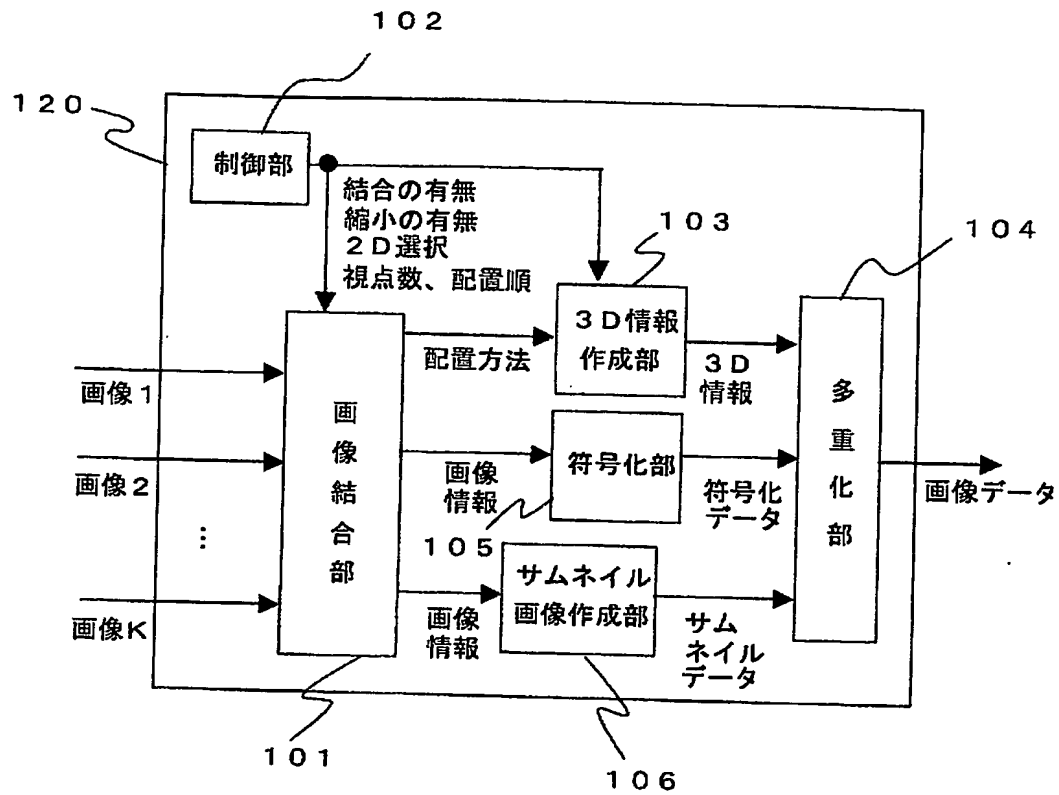 １０２
１２０
制御部
結合の有無
縮小の有無
２Ｄ選択
視点数、配置順
１０３
１０４
３Ｄ情報
作成部
配置方法
３Ｄ
情報
画像1
画像2
…
画像K
画像結合部
画像
情報
符号化部
符号化
データ
多重化部
画像データ
１０５
サムネイル
画像作成部
画像
情報
サム
ネイル
データ
１０１
１０６